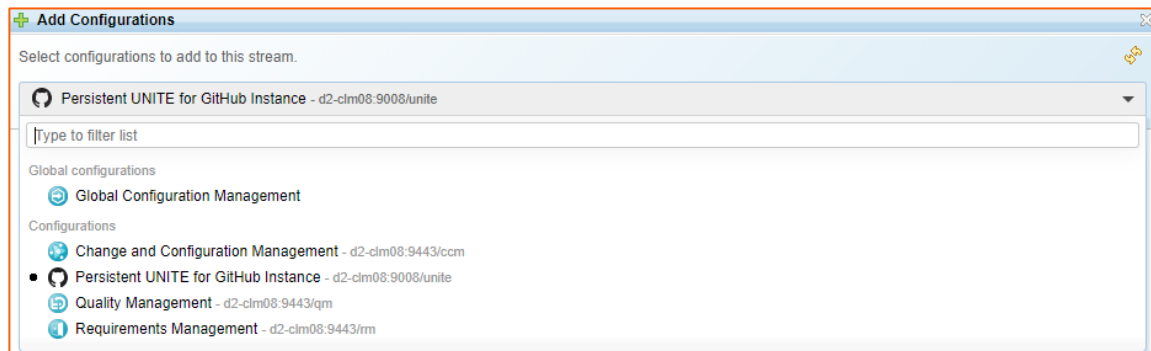 Add Configurations
Select configurations to add to this stream.
Persistent UNITE for GitHub Instance - d2-clm08:9008/unite
Type to filter list
Global configurations
Global Configuration Management
Configurations
Change and Configuration Management - d2-clm08:9443/ccm
Persistent UNITE for GitHub Instance - d2-clm08:9008/unite
Quality Management - d2-clm08:9443/qm
Requirements Management - d2-clm08:9443/rm